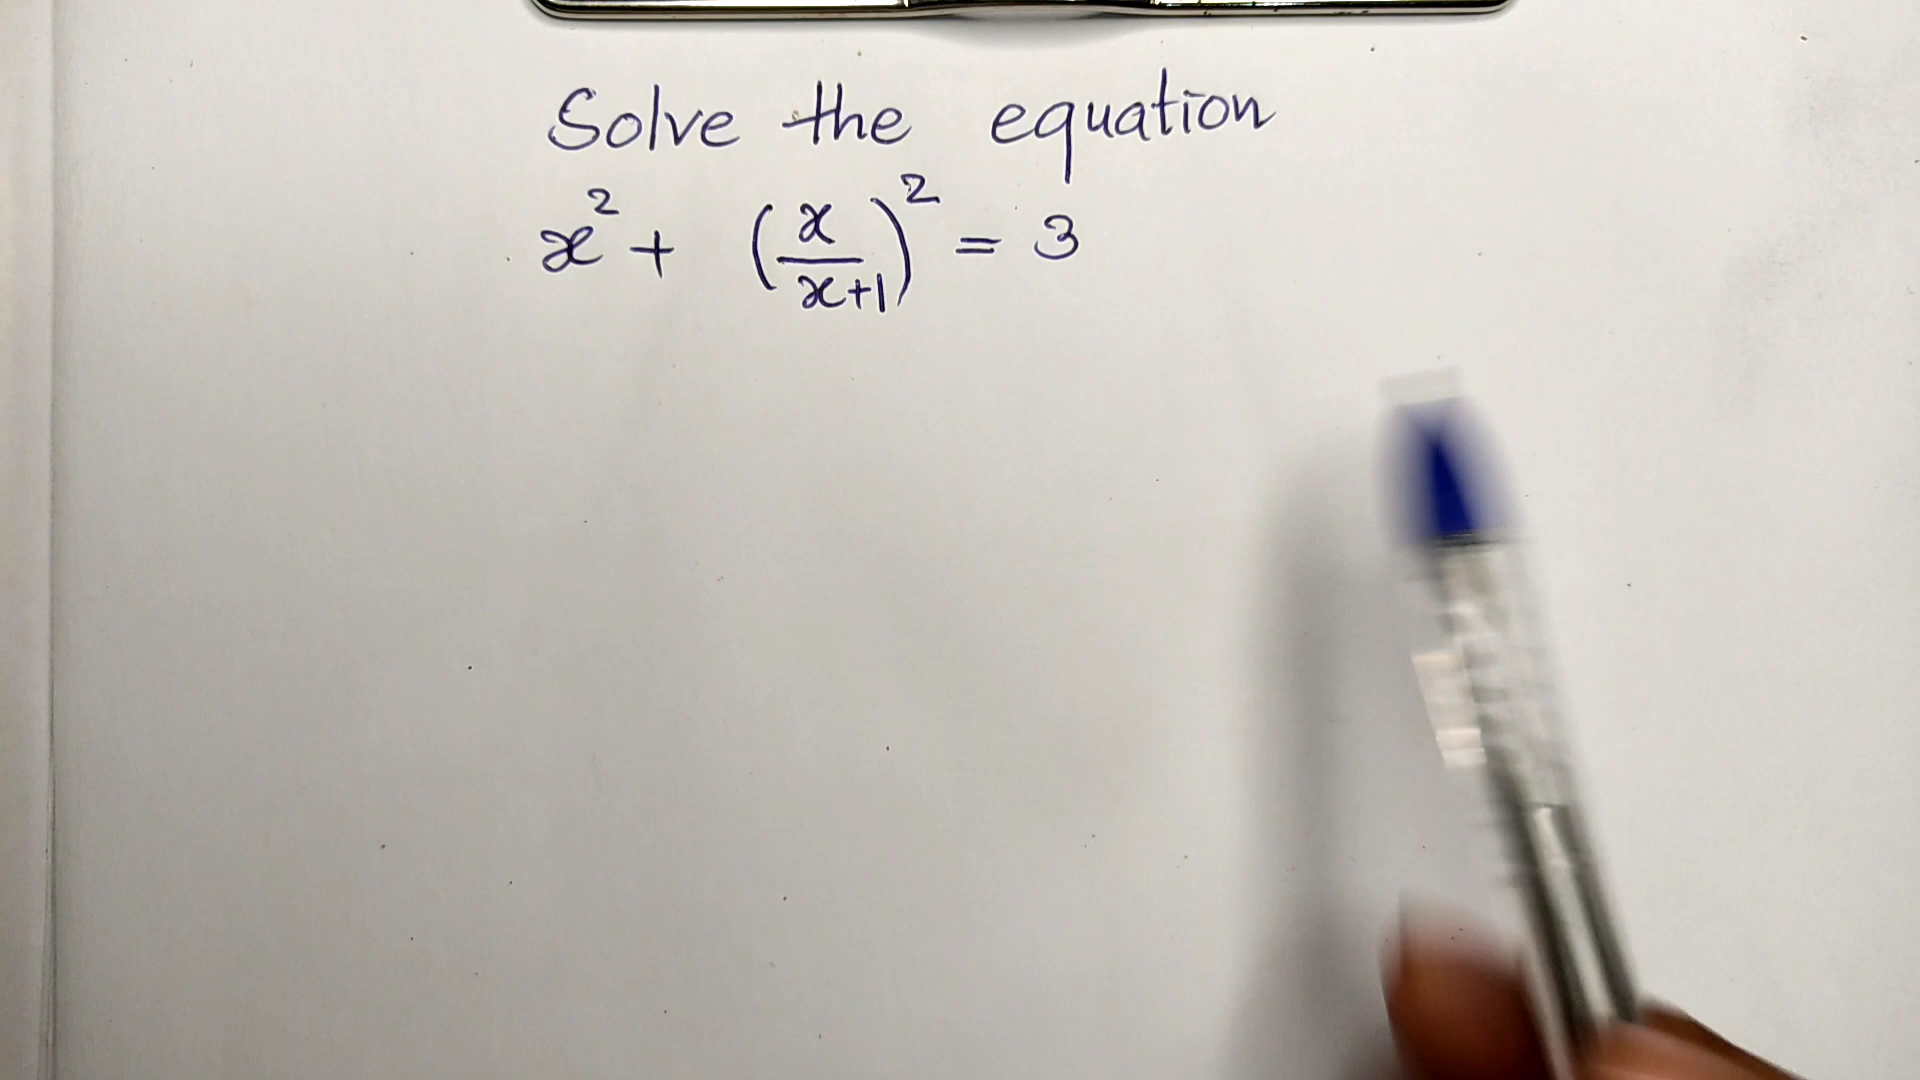 Solve the equation
x² + (x/x+1)² = 3